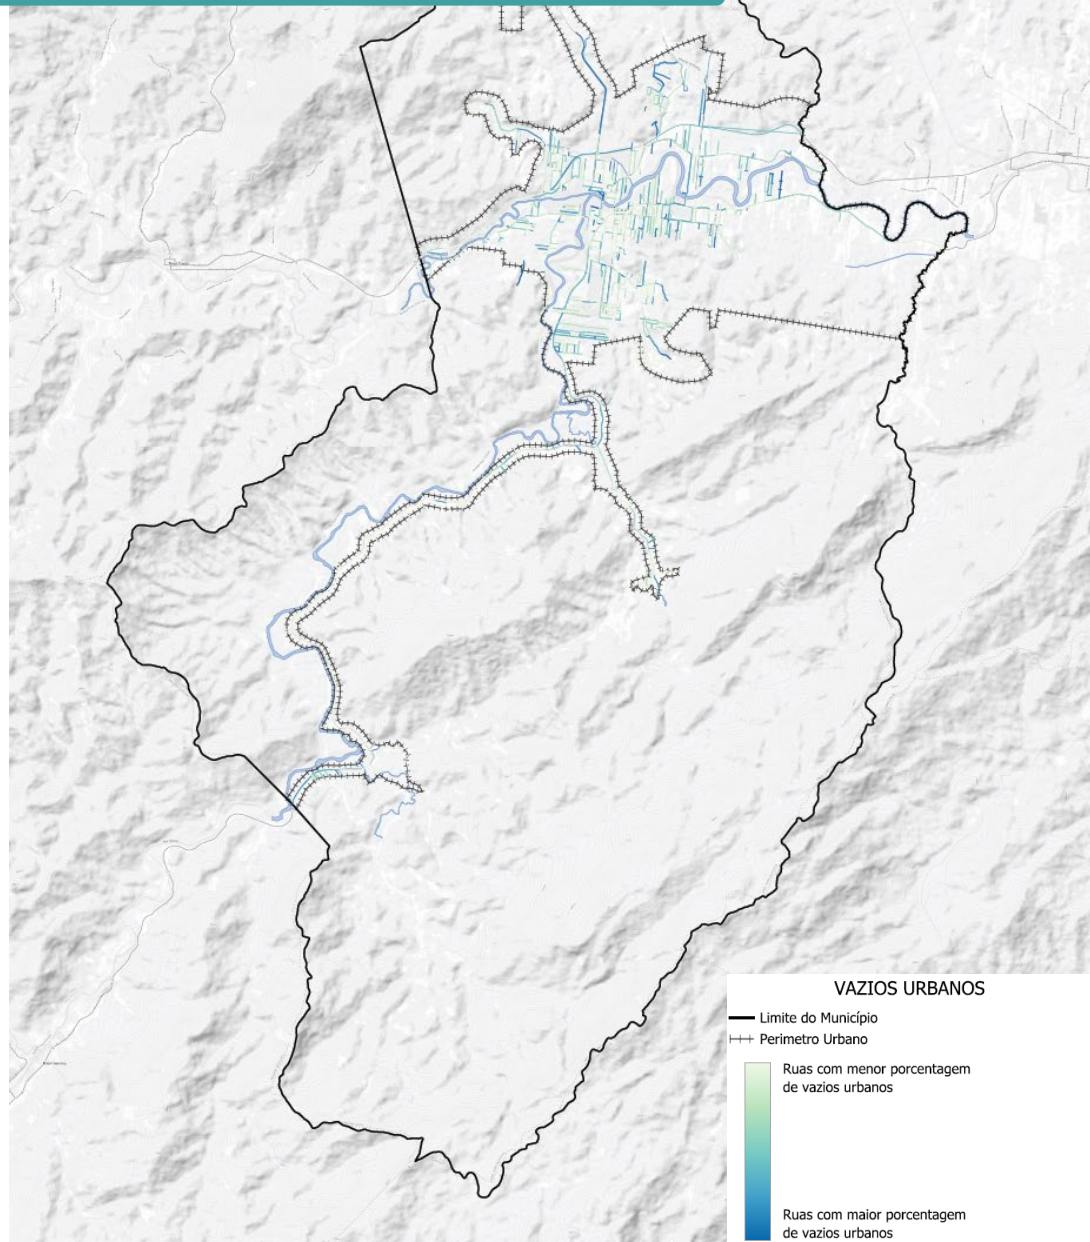 VAZIOS URBANOS
Limite do Município
Perimetro Urbano
Ruas com menor porcentagem
de vazios urbanos
Ruas com maior porcentagem
de vazios urbanos